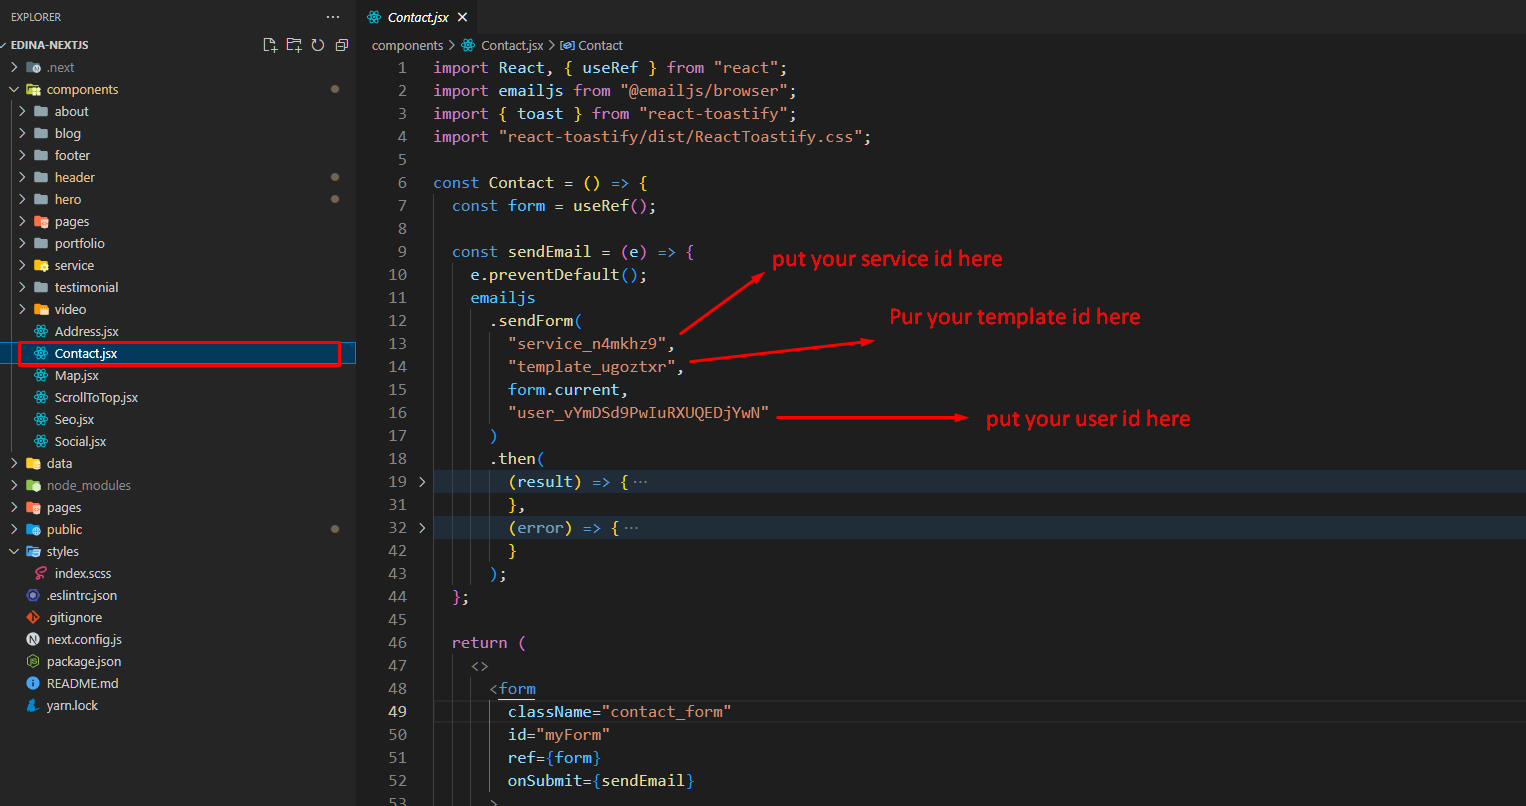 EXPLORER
EDINA-NEXTJS
.next
components
about
blog
footer
header
hero
pages
portfolio
service
testimonial
video
Address.jsx
Contact.jsx
Map.jsx
ScrollToTop.jsx
Seo.jsx
Social.jsx
data
node_modules
pages
public
styles
index.scss
.eslintrc.json
.gitignore
next.config.js
package.json
README.md
yarn.lock
Contact.jsx
components > Contact.jsx > Contact
1 import React, { useRef } from "react";
2 import emailjs from "@emailjs/browser";
3 import { toast } from "react-toastify";
4 import "react-toastify/dist/ReactToastify.css";
5
6 const Contact = () => {
7 const form = useRef();
8
9 const sendEmail = (e) => {
10 e.preventDefault();
11 emailjs
12 .sendForm(
13 "service_n4mkhz9",
14 "template_ugoztxr",
15 form.current,
16 "user_vYmDSd9PwIuRXUQEDjYwN"
17 )
18 .then(
19 (result) => { ···
31 },
32 (error) => { ···
42 }
43 );
44 };
45
46 return (
47 <>
48 <form
49 className="contact_form"
50 id="myForm"
51 ref={form}
52 onSubmit={sendEmail}
53 >
put your service id here
Pur your template id here
put your user id here